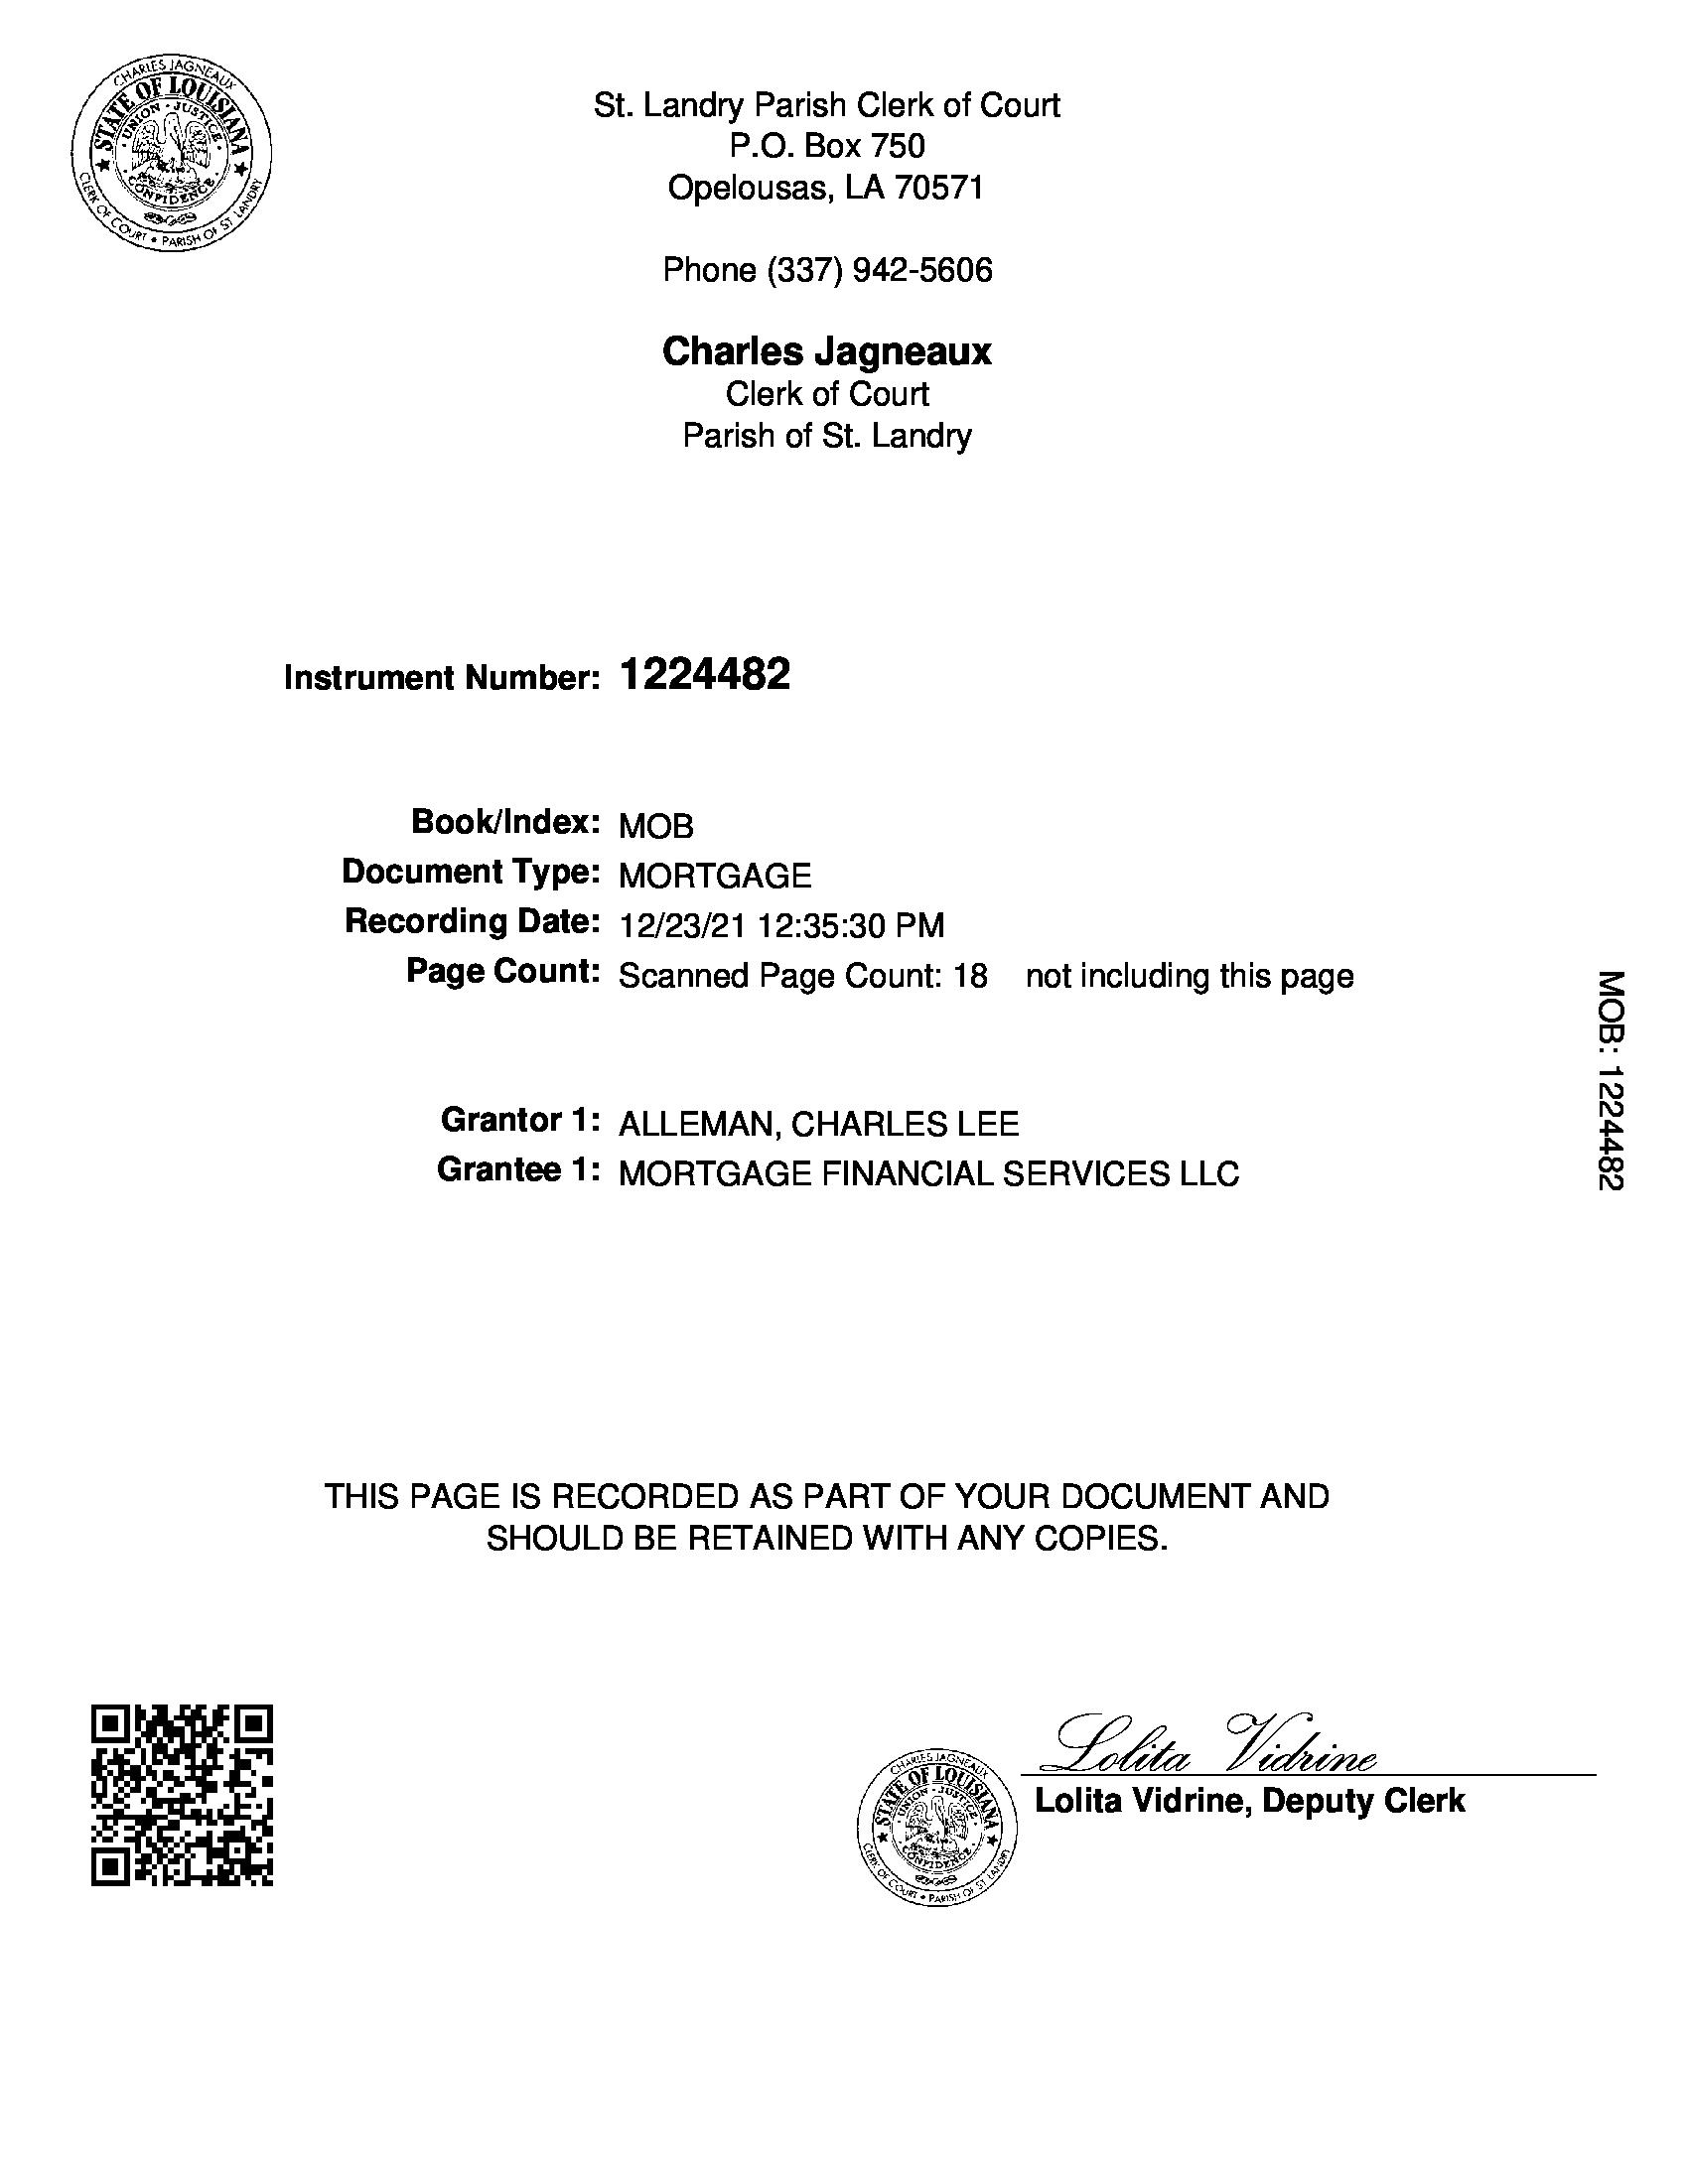 CHARLES JAGNEAUX
STATE OF LOUISIANA
UNION · JUSTICE
CONFIDENCE
CLERK OF COURT • PARISH OF ST. LANDRY
St. Landry Parish Clerk of Court
P.O. Box 750
Opelousas, LA 70571
Phone (337) 942-5606
Charles Jagneaux
Clerk of Court
Parish of St. Landry
Instrument Number: 1224482
Book/Index: MOB
Document Type: MORTGAGE
Recording Date: 12/23/21 12:35:30 PM
Page Count: Scanned Page Count: 18 not including this page
MOB: 1224482
Grantor 1: ALLEMAN, CHARLES LEE
Grantee 1: MORTGAGE FINANCIAL SERVICES LLC
THIS PAGE IS RECORDED AS PART OF YOUR DOCUMENT AND
SHOULD BE RETAINED WITH ANY COPIES.
Lolita Vidrine
Lolita Vidrine, Deputy Clerk
CHARLES JAGNEAUX
STATE OF LOUISIANA
UNION · JUSTICE
CONFIDENCE
CLERK OF COURT • PARISH OF ST. LANDRY